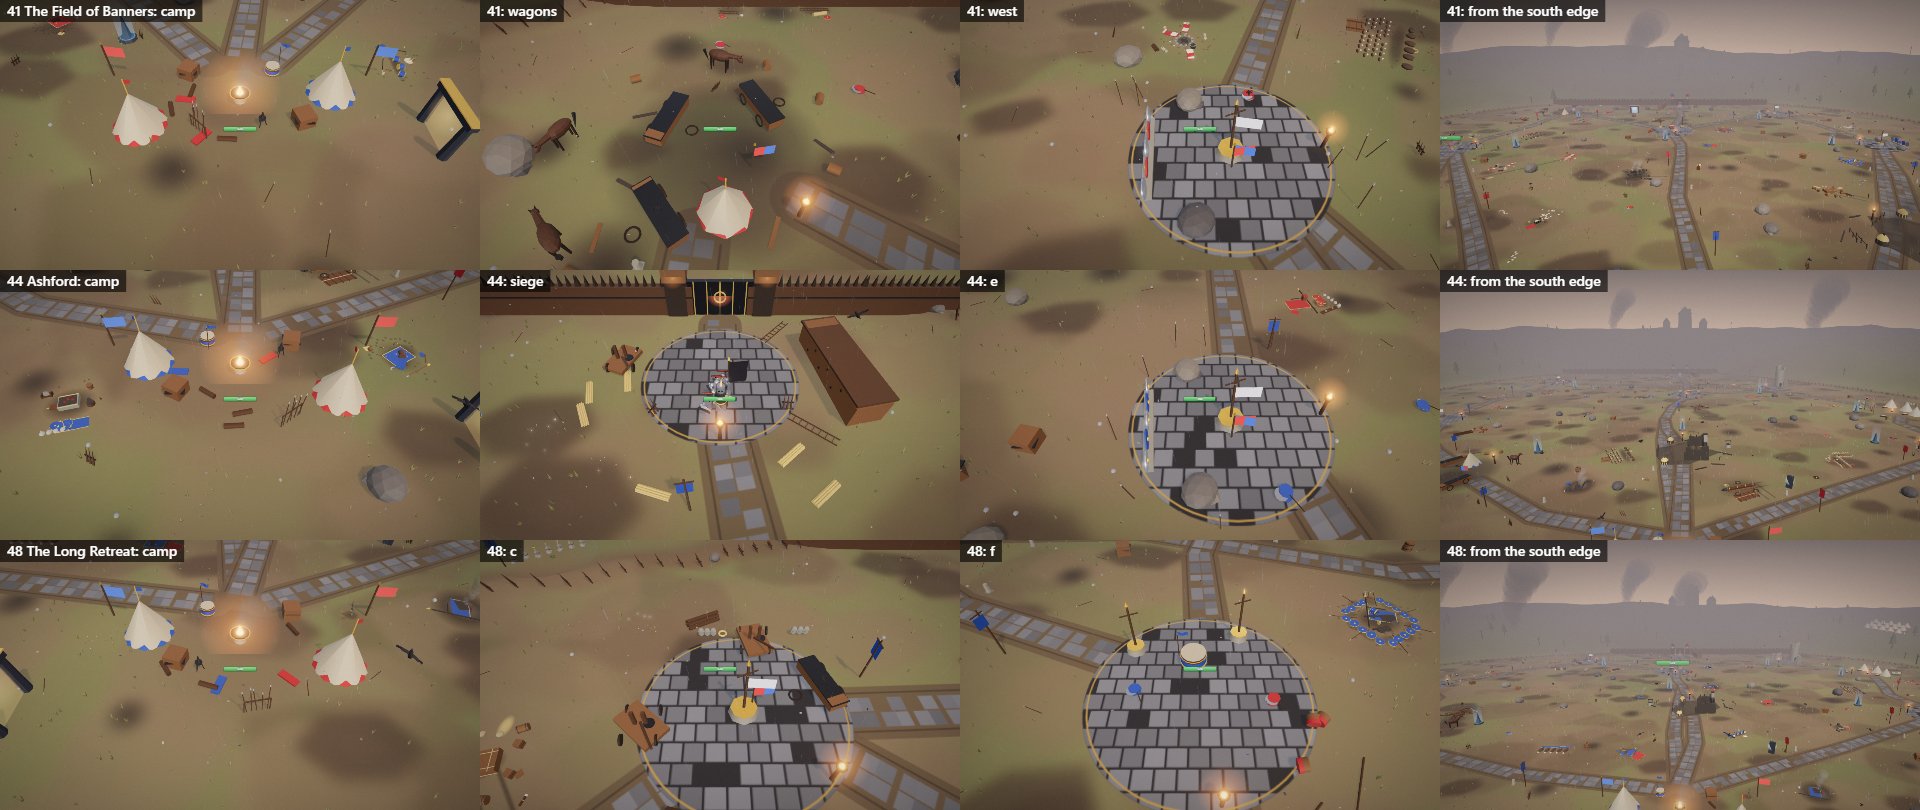 41 The Field of Banners: camp
41: wagons
41: west
41: from the south edge
44 Ashford: camp
44: siege
44: e
44: from the south edge
48 The Long Retreat: camp
48: c
48: f
48: from the south edge